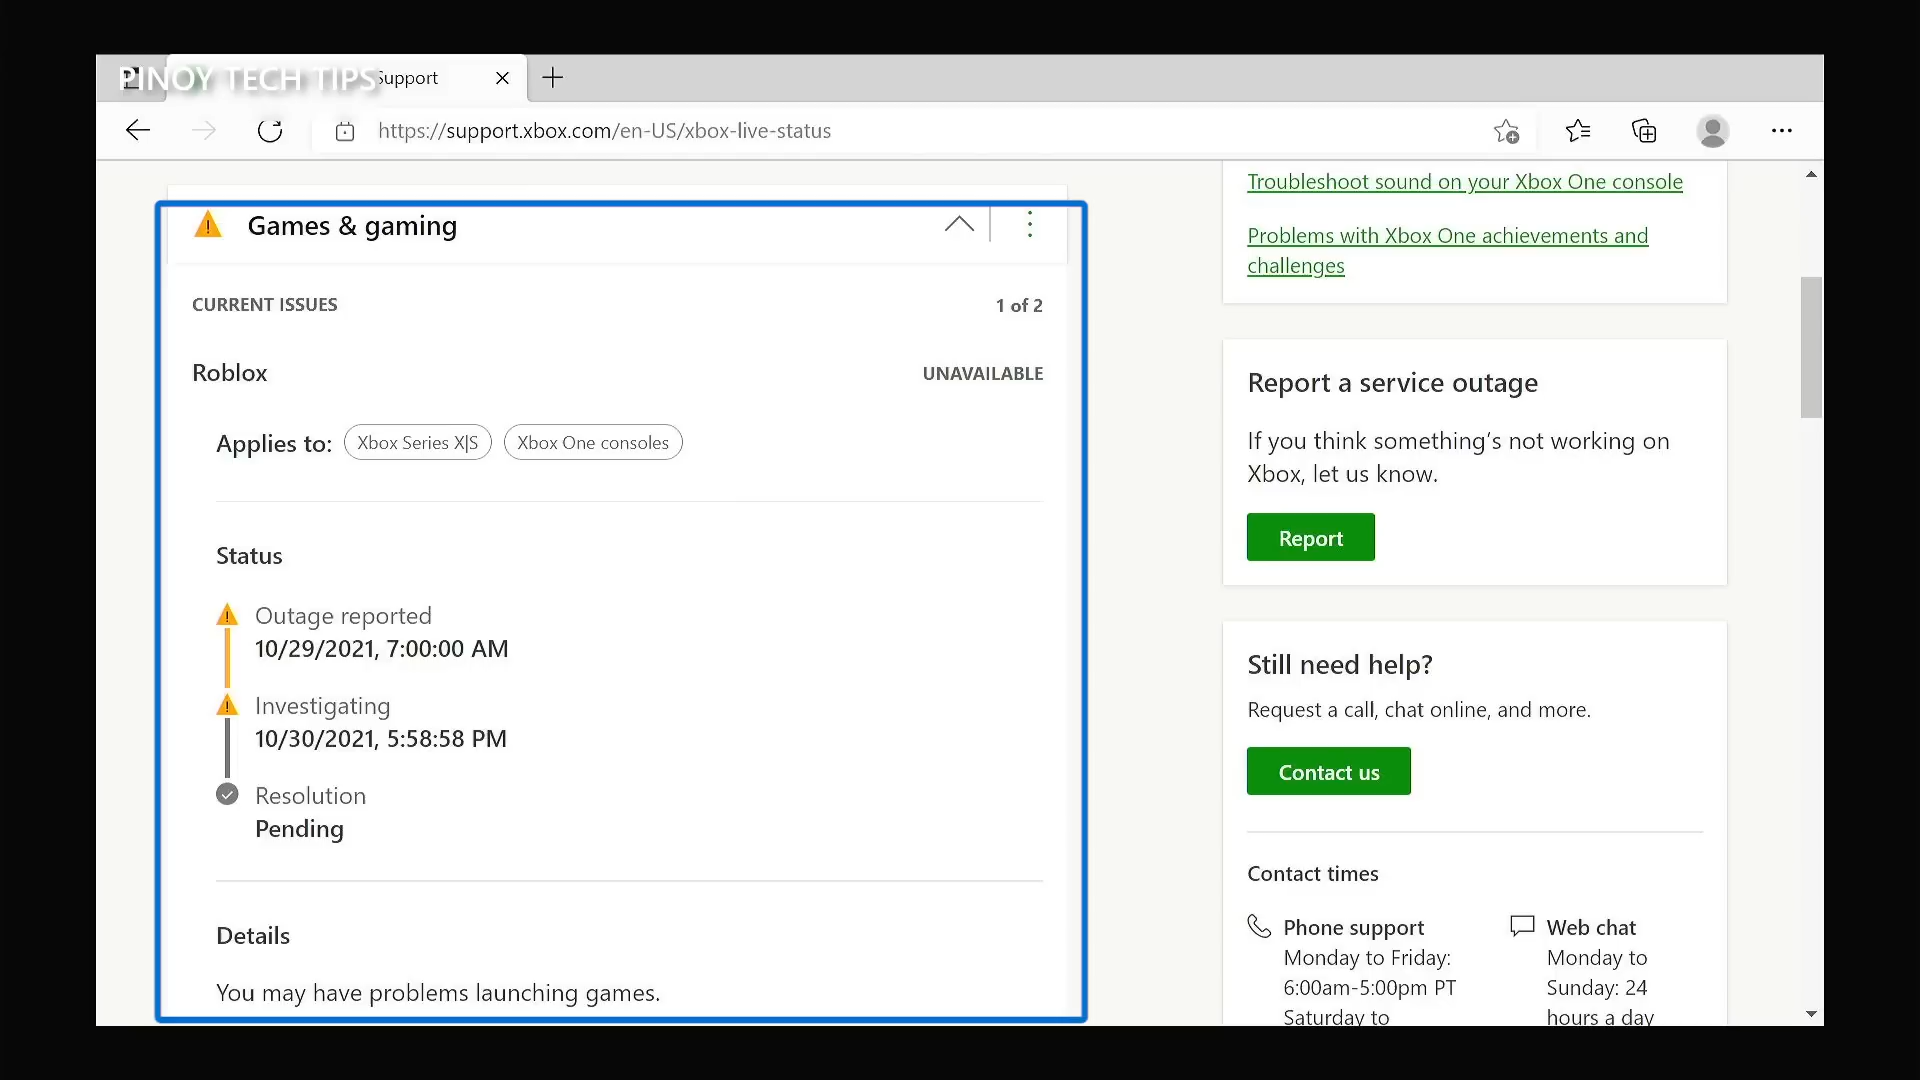 PINOY TECH TIPS
Support
https://support.xbox.com/en-US/xbox-live-status
Games & gaming
CURRENT ISSUES
1 of 2
Roblox
UNAVAILABLE
Applies to:
Xbox Series X|S
Xbox One consoles
Status
Outage reported
10/29/2021, 7:00:00 AM
Investigating
10/30/2021, 5:58:58 PM
Resolution
Pending
Details
You may have problems launching games.
Troubleshoot sound on your Xbox One console
Problems with Xbox One achievements and
challenges
Report a service outage
If you think something's not working on
Xbox, let us know.
Report
Still need help?
Request a call, chat online, and more.
Contact us
Contact times
Phone support
Monday to Friday:
6:00am-5:00pm PT
Saturday to
Web chat
Monday to
Sunday: 24
hours a day